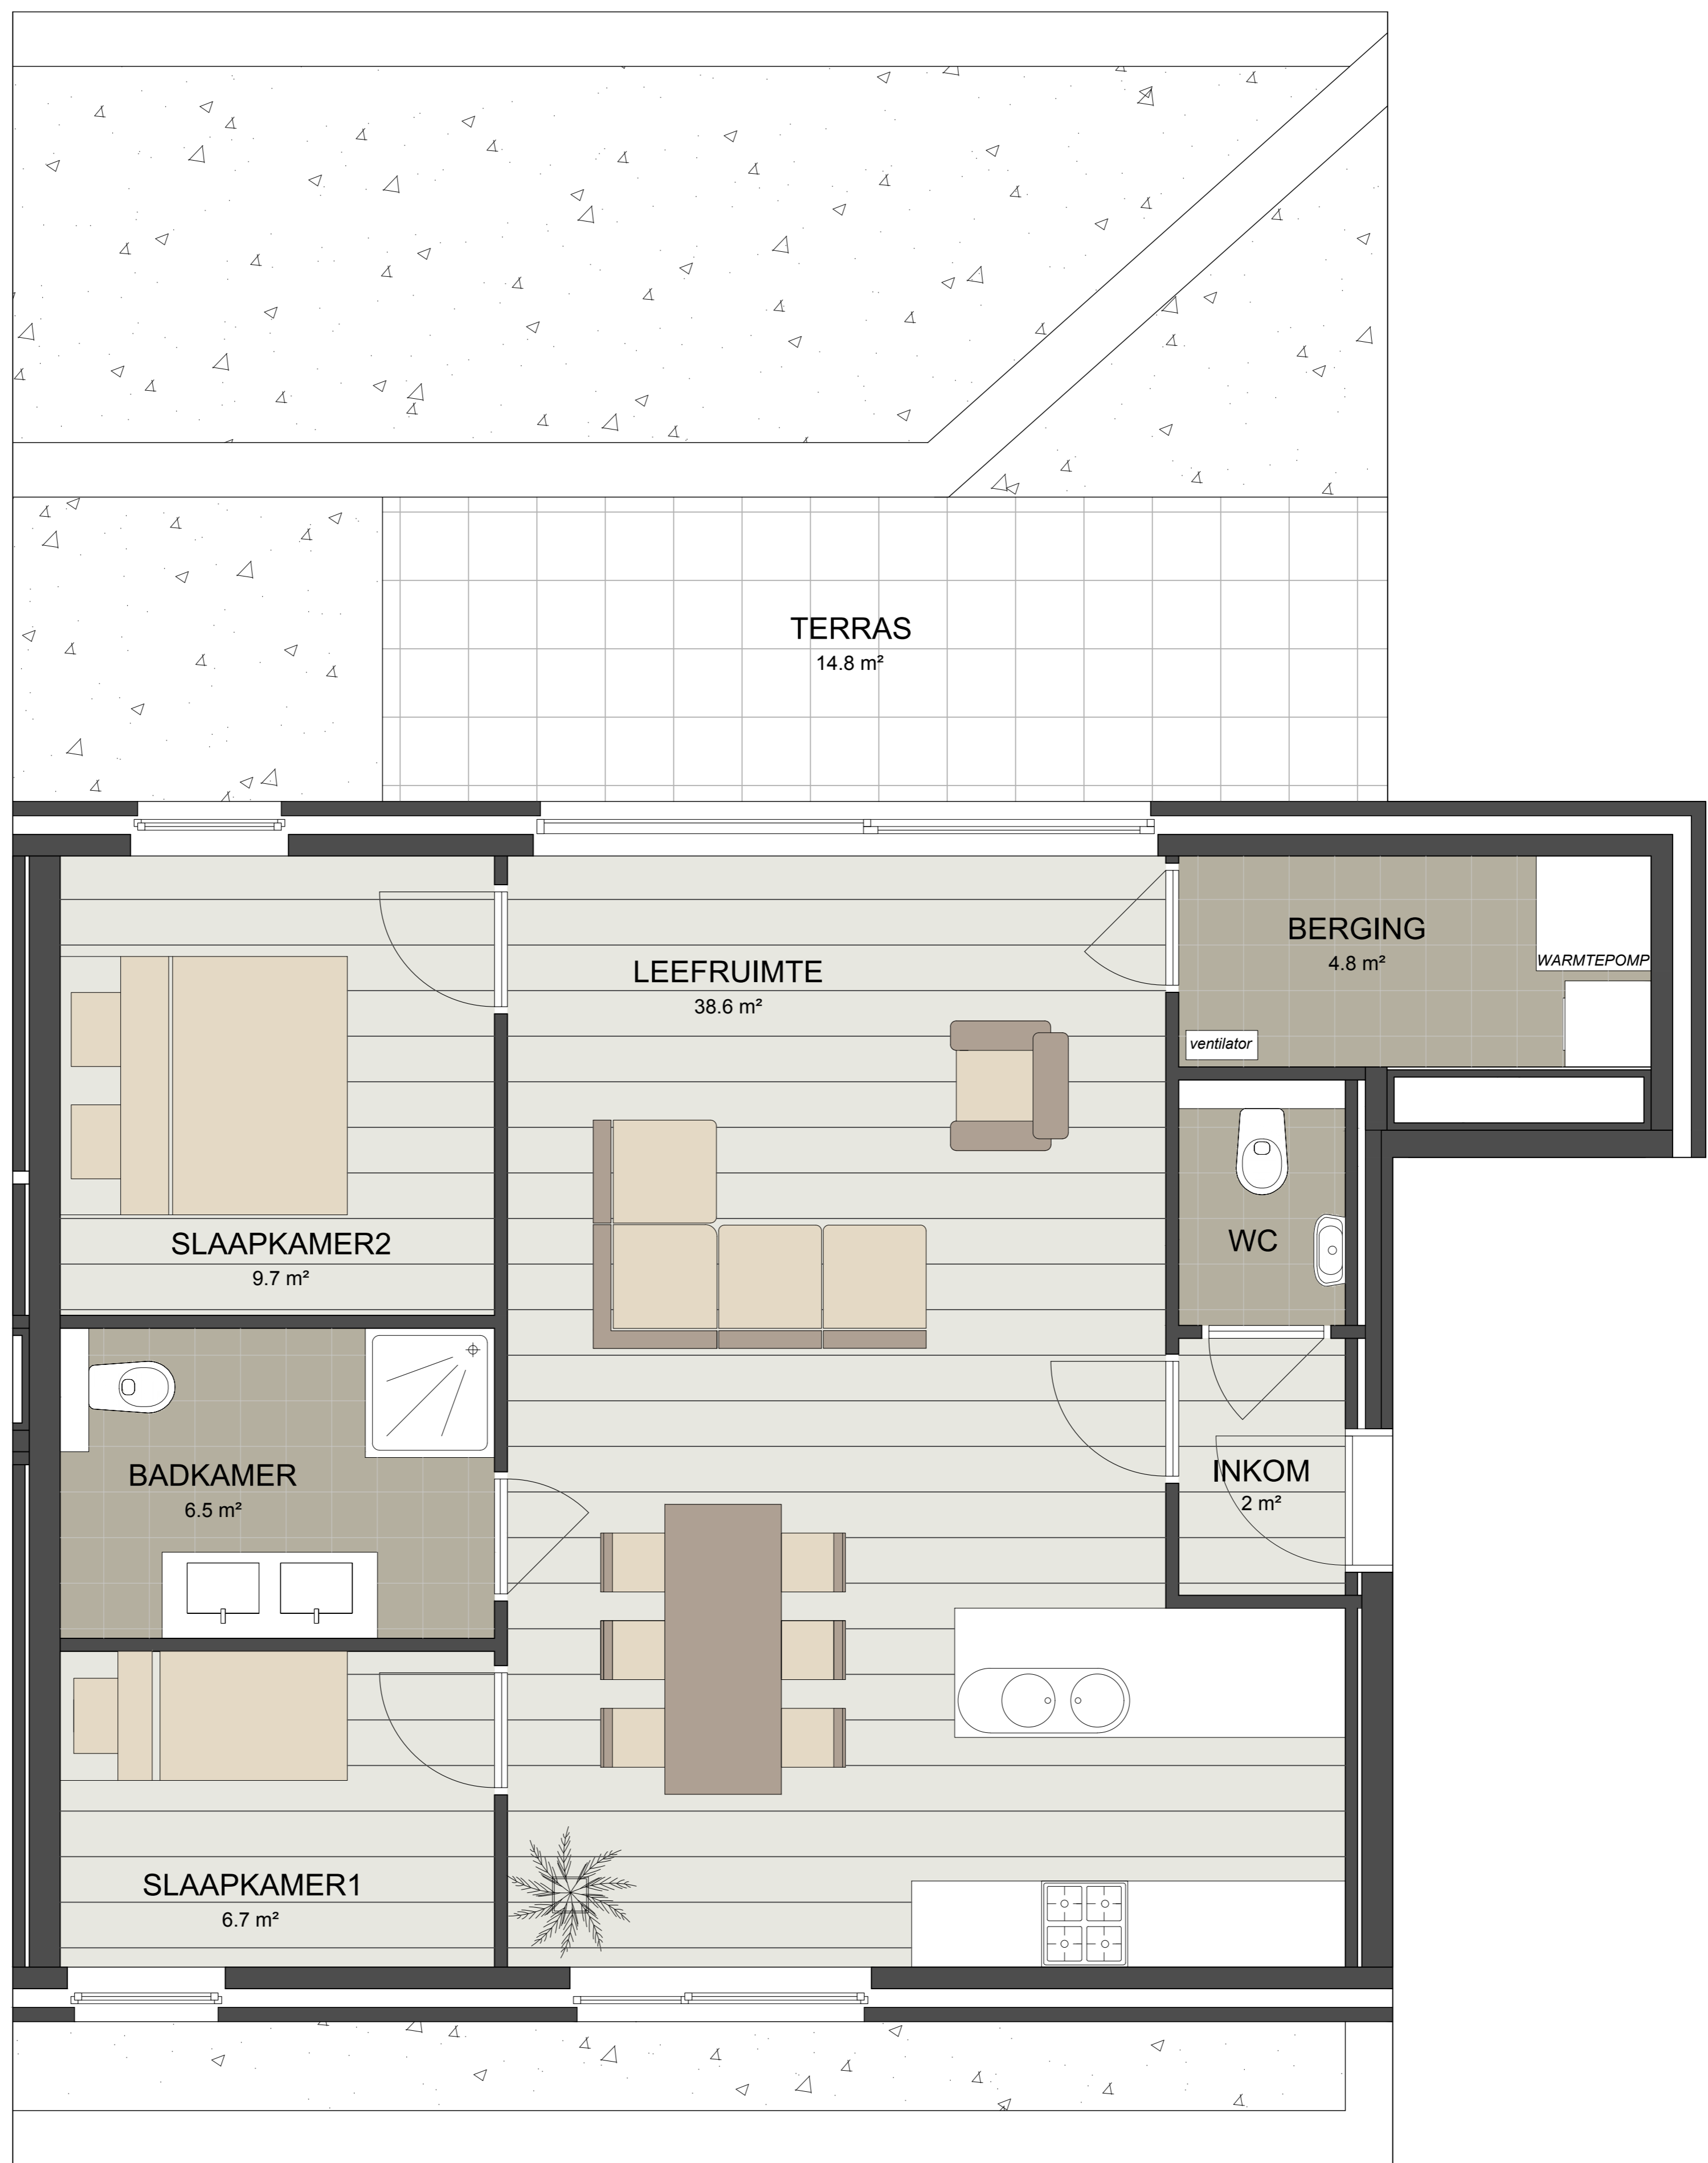 TERRAS
14.8 m²
BERGING
4.8 m²
WARMTEPOMP
LEEFRUIMTE
38.6 m²
ventilator
SLAAPKAMER2
9.7 m²
WC
BADKAMER
6.5 m²
INKOM
2 m²
SLAAPKAMER1
6.7 m²